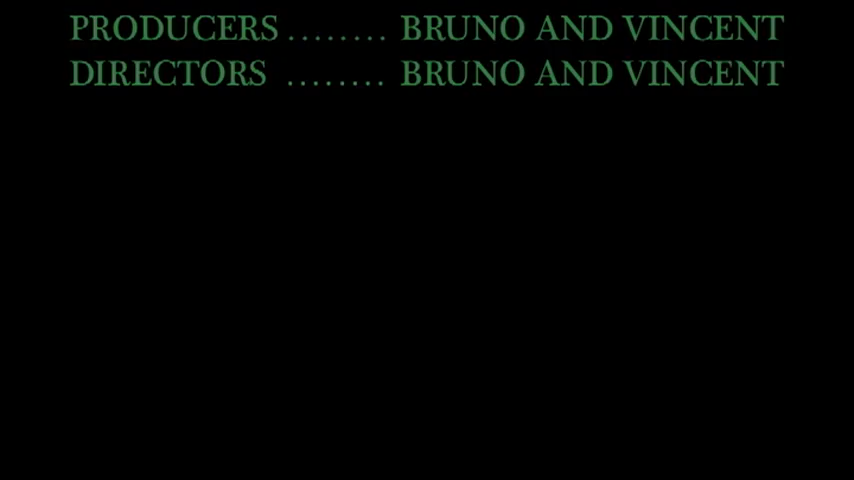 PRODUCERS ........ BRUNO AND VINCENT
DIRECTORS ........ BRUNO AND VINCENT